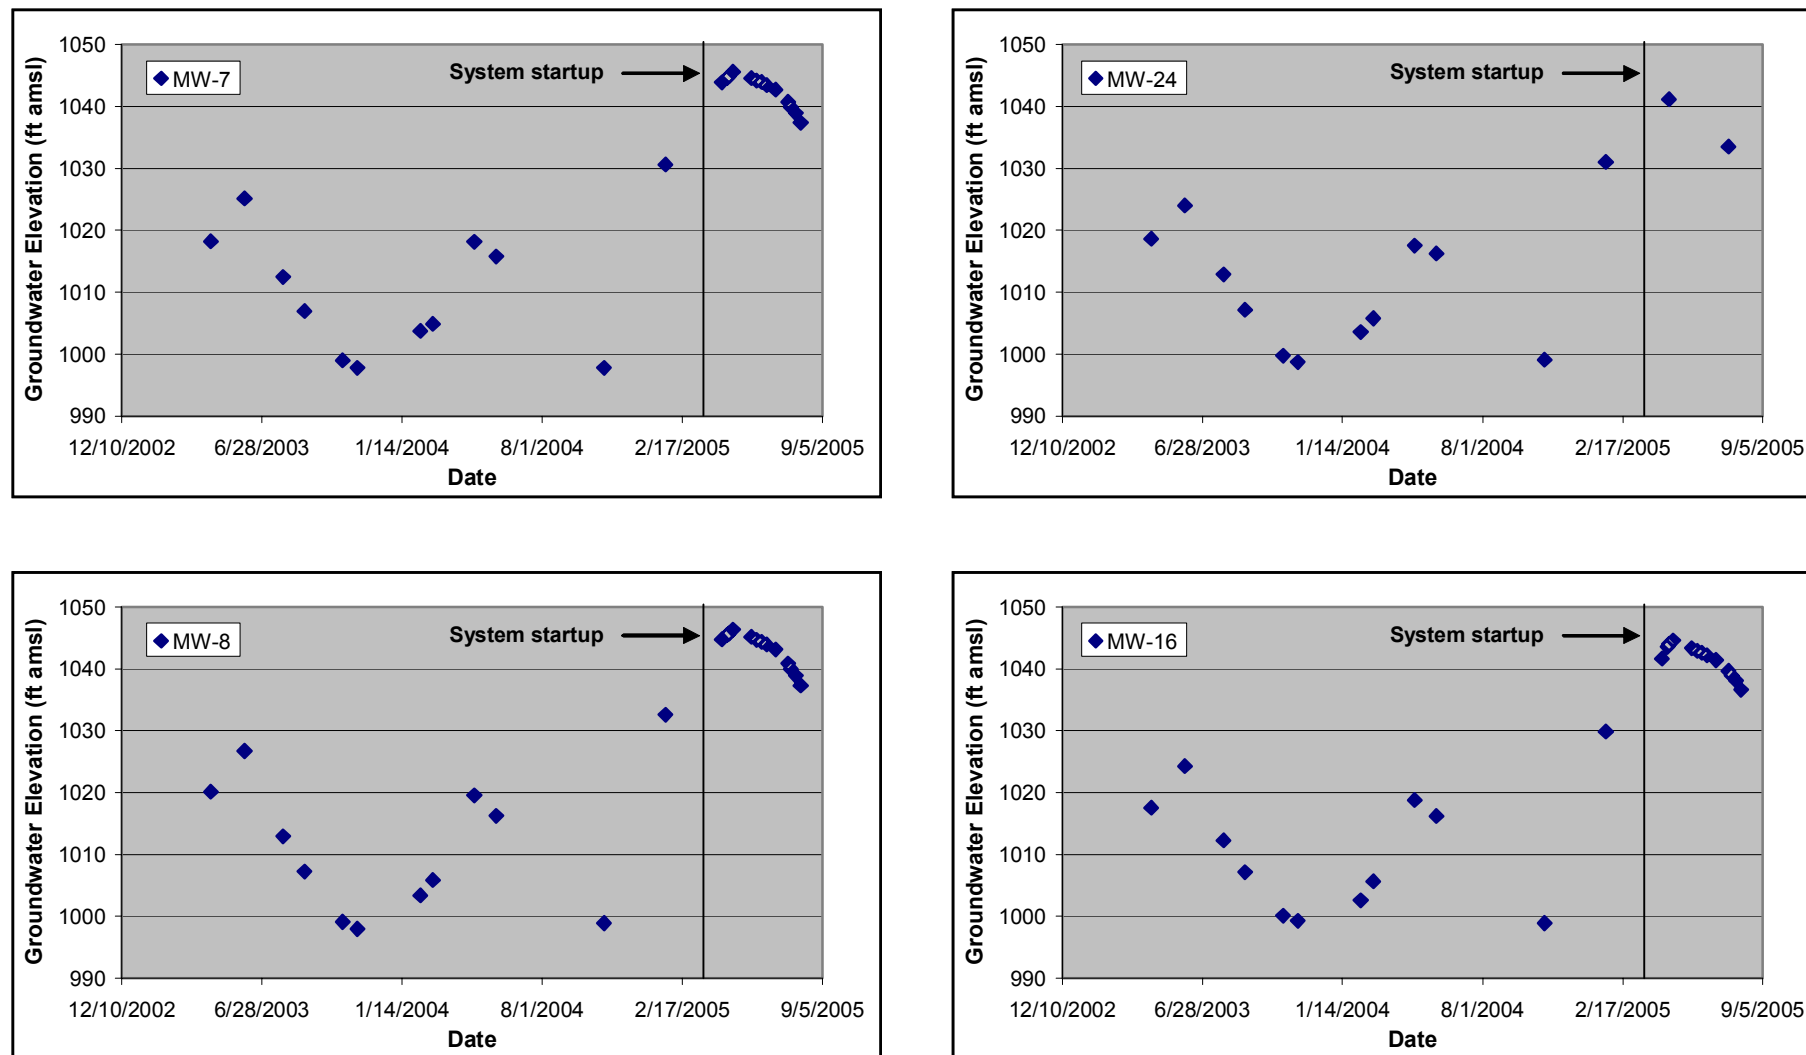 1050
1040
1030
1020
1010
1000
990
Groundwater Elevation (ft amsl)
MW-7
System startup
12/10/2002 6/28/2003 1/14/2004 8/1/2004 2/17/2005 9/5/2005
Date
1050
1040
1030
1020
1010
1000
990
Groundwater Elevation (ft amsl)
MW-24
System startup
12/10/2002 6/28/2003 1/14/2004 8/1/2004 2/17/2005 9/5/2005
Date
1050
1040
1030
1020
1010
1000
990
Groundwater Elevation (ft amsl)
MW-8
System startup
12/10/2002 6/28/2003 1/14/2004 8/1/2004 2/17/2005 9/5/2005
Date
1050
1040
1030
1020
1010
1000
990
Groundwater Elevation (ft amsl)
MW-16
System startup
12/10/2002 6/28/2003 1/14/2004 8/1/2004 2/17/2005 9/5/2005
Date